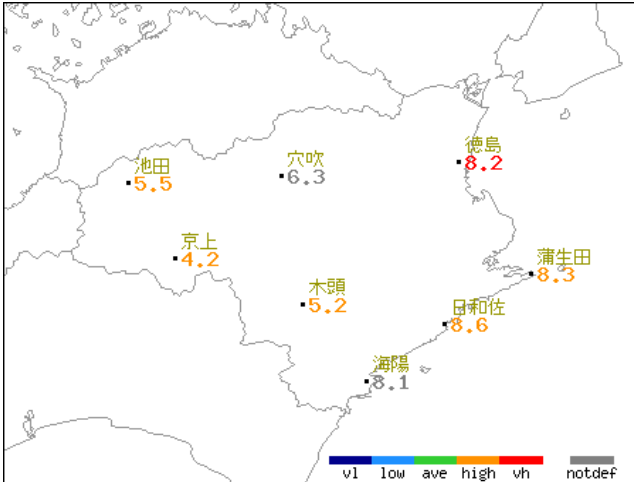 徳島
8.2
穴吹
6.3
池田
5.5
京上
4.2
蒲生田
8.3
木頭
5.2
日和佐
8.6
海陽
8.1
vl low ave high vh notdef